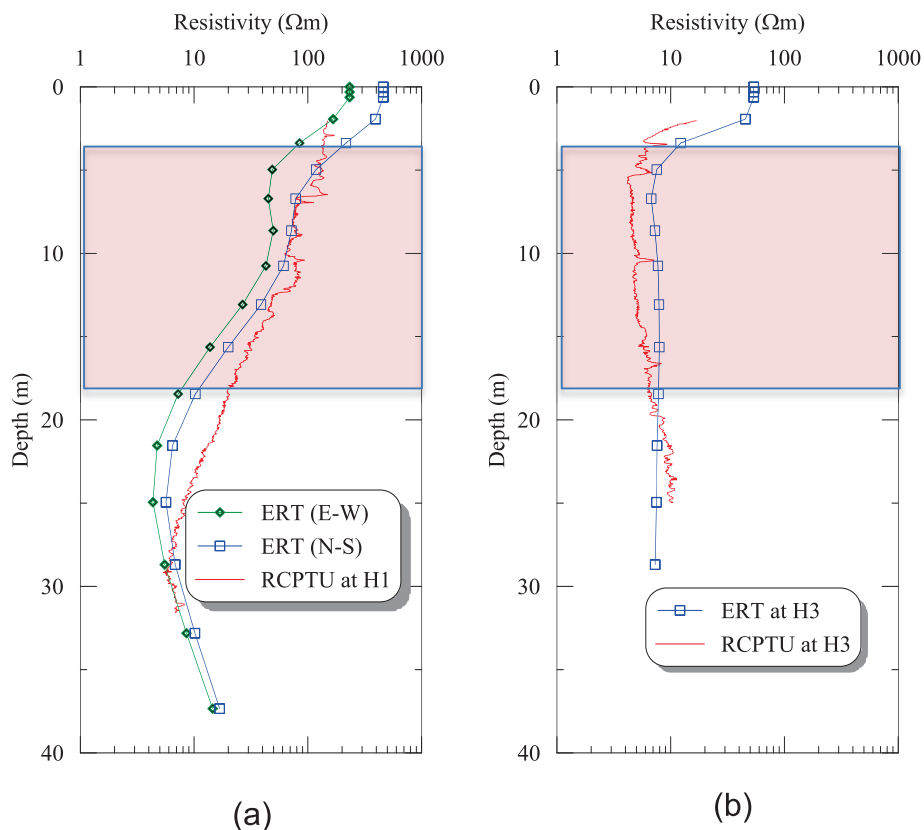 Resistivity (Ωm)
1 10 100 1000
0
10
20
30
40
Depth (m)
ERT (E-W)
ERT (N-S)
RCPTU at H1
(a)
Resistivity (Ωm)
1 10 100 1000
0
10
20
30
40
Depth (m)
ERT at H3
RCPTU at H3
(b)